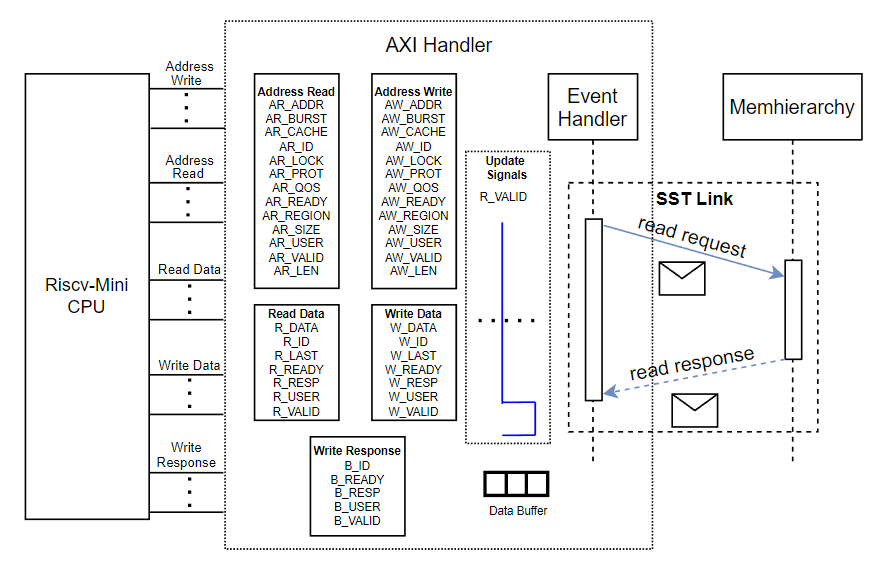 AXI Handler
Riscv-Mini
CPU
Address
Write
Address
Read
Read Data
Write Data
Write
Response
Address Read
AR_ADDR
AR_BURST
AR_CACHE
AR_ID
AR_LOCK
AR_PROT
AR_QOS
AR_READY
AR_REGION
AR_SIZE
AR_USER
AR_VALID
AR_LEN
Address Write
AW_ADDR
AW_BURST
AW_CACHE
AW_ID
AW_LOCK
AW_PROT
AW_QOS
AW_READY
AW_REGION
AW_SIZE
AW_USER
AW_VALID
AW_LEN
Read Data
R_DATA
R_ID
R_LAST
R_READY
R_RESP
R_USER
R_VALID
Write Data
W_DATA
W_ID
W_LAST
W_READY
W_RESP
W_USER
W_VALID
Write Response
B_ID
B_READY
B_RESP
B_USER
B_VALID
Update
Signals
R_VALID
Data Buffer
Event
Handler
Memhierarchy
SST Link
read request
read response